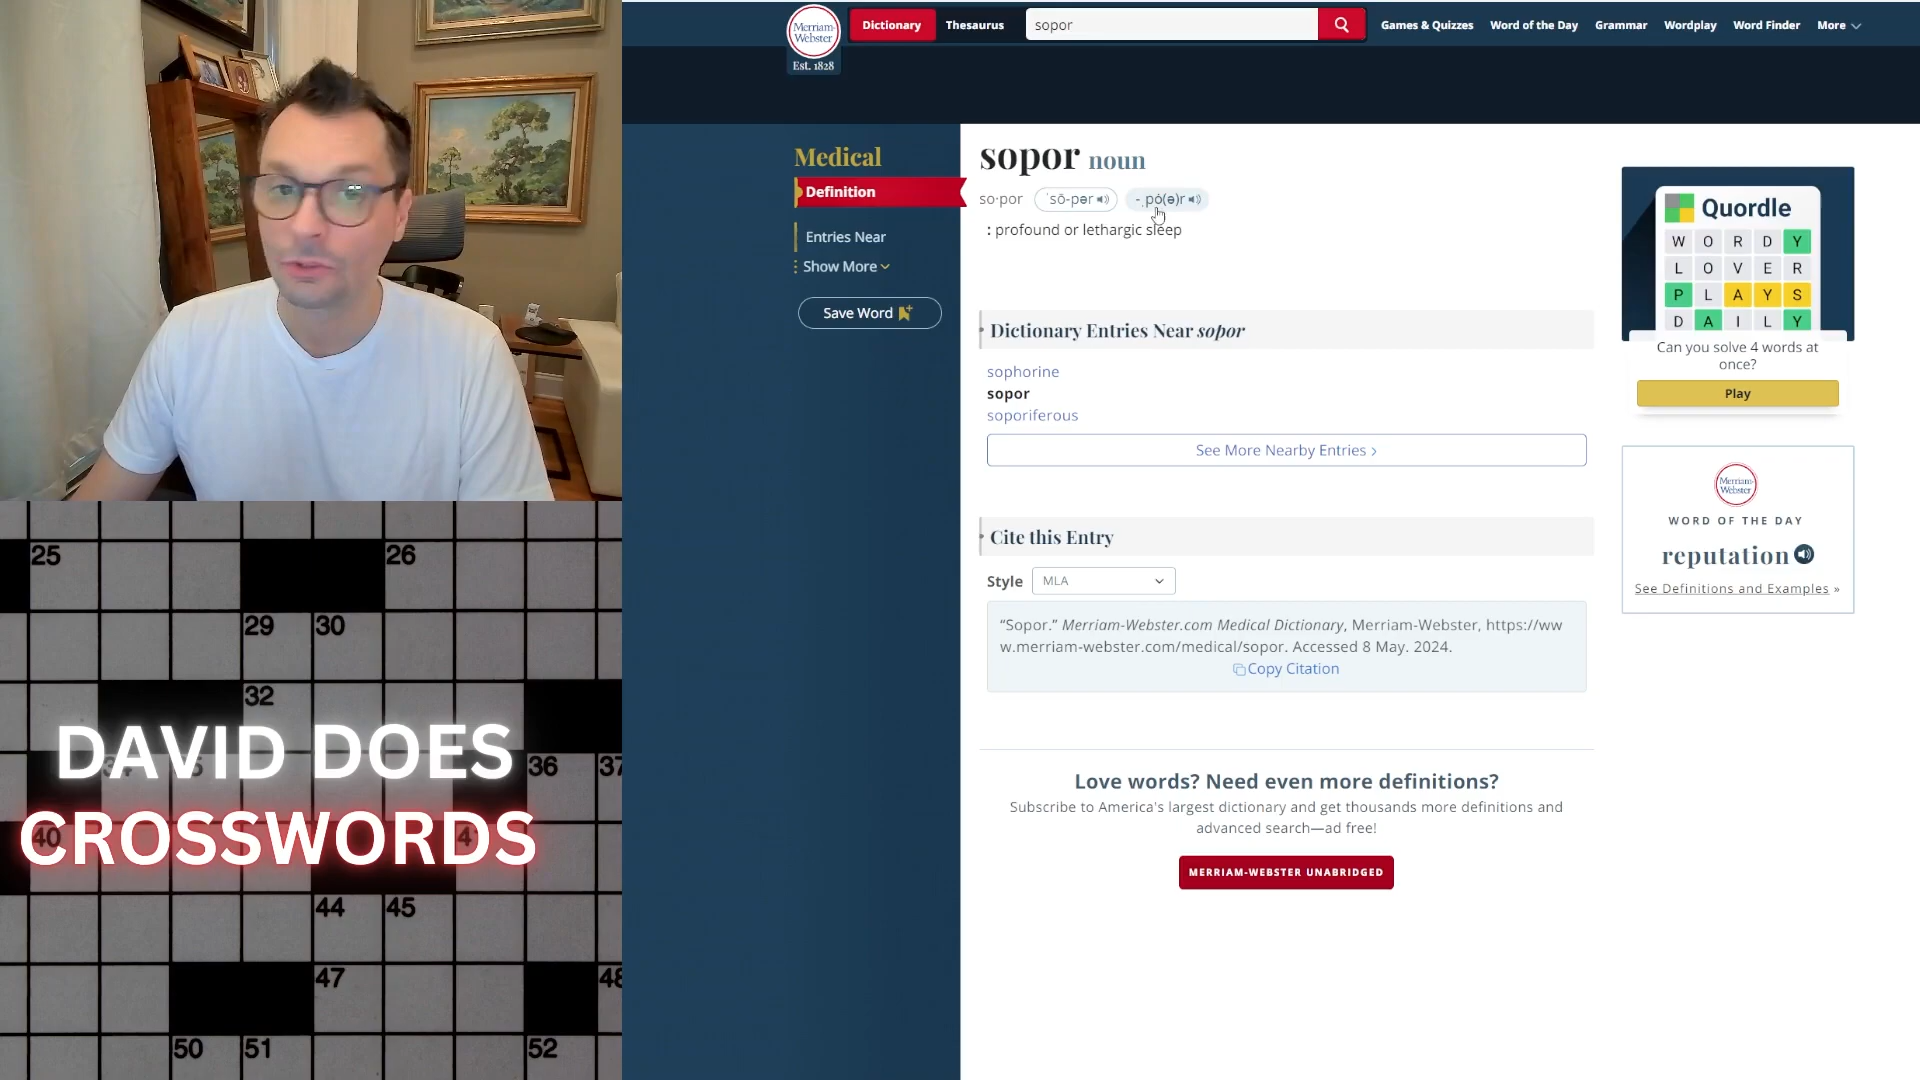 Merriam-
Webster
Est. 1828
Dictionary
Thesaurus
sopor
Games & Quizzes
Word of the Day
Grammar
Wordplay
Word Finder
More
Medical
Definition
Entries Near
Show More
Save Word
sopor noun
so·por
ˈsō-pər
-ˌpȯ(ə)r
: profound or lethargic sleep
Dictionary Entries Near sopor
sophorine
sopor
soporiferous
See More Nearby Entries
Cite this Entry
Style
MLA
“Sopor.” Merriam-Webster.com Medical Dictionary, Merriam-Webster, https://ww
w.merriam-webster.com/medical/sopor. Accessed 8 May. 2024.
Copy Citation
Love words? Need even more definitions?
Subscribe to America's largest dictionary and get thousands more definitions and
advanced search—ad free!
MERRIAM-WEBSTER UNABRIDGED
Quordle
W O R D Y
L O V E R
P L A Y S
D A I L Y
Can you solve 4 words at
once?
Play
Merriam-
Webster
WORD OF THE DAY
reputation
See Definitions and Examples »
25
26
29 30
32
DAVID DOES
36 37
CROSSWORDS
40
44 45
47
48
50 51
52